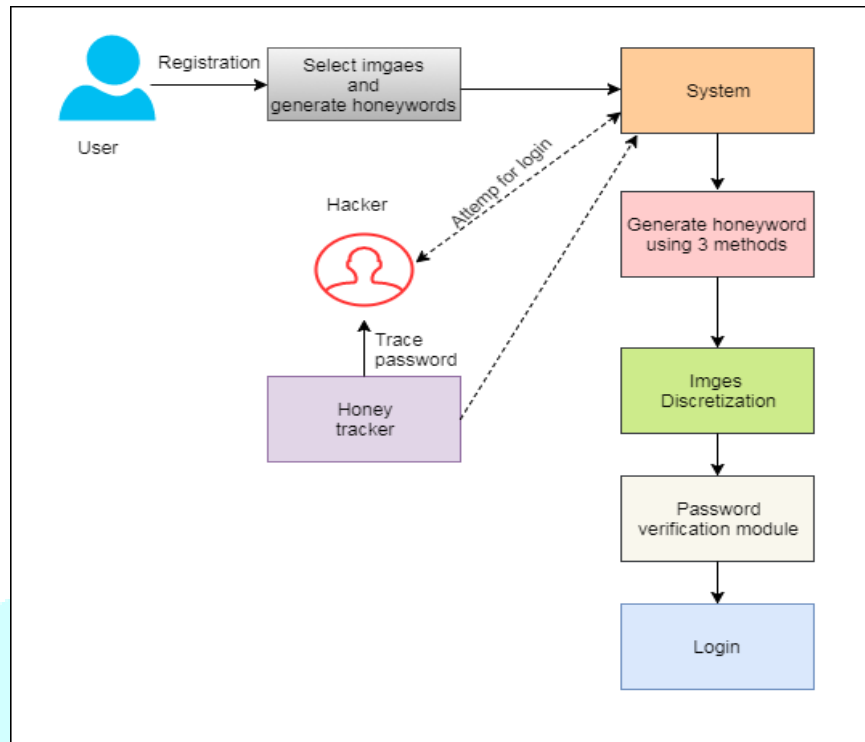 Registration
Select imgaes
and
generate honeywords
System
User
Attemp for login
Hacker
Generate honeyword
using 3 methods
Trace
password
Honey
tracker
Imges
Discretization
Password
verification module
Login